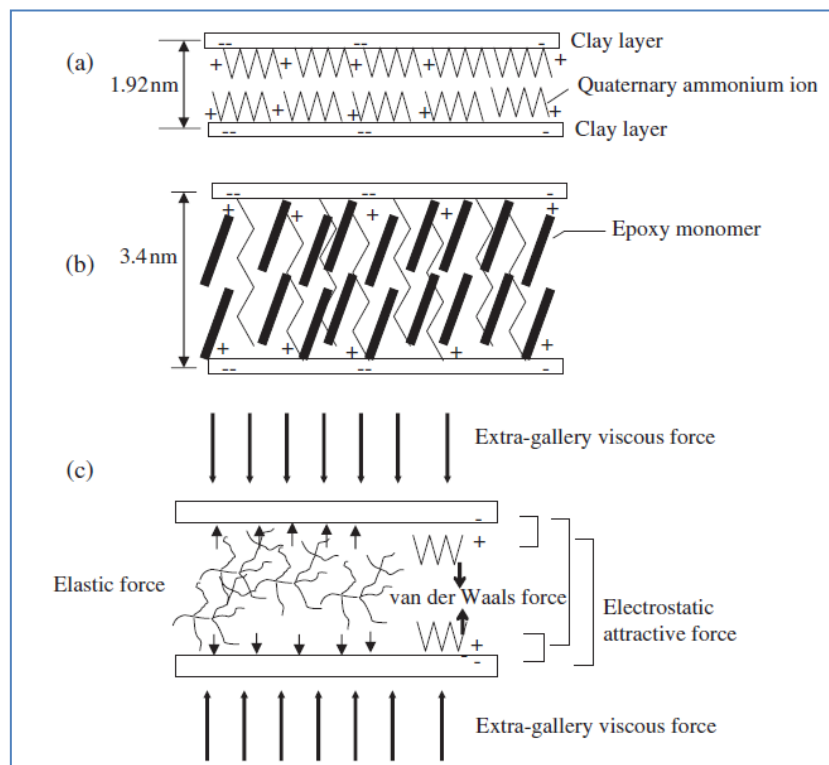 (a)
1.92 nm
-- -- -
Clay layer
+ + + + + +
Quaternary ammonium ion
+ + + + + +
-- -- -
Clay layer
(b)
3.4 nm
-- -- -
+ + + + +
Epoxy monomer
+ + + + +
-- -- -
(c)
Extra-gallery viscous force
-
+
Elastic force
van der Waals force
Electrostatic
attractive force
+
-
-
Extra-gallery viscous force